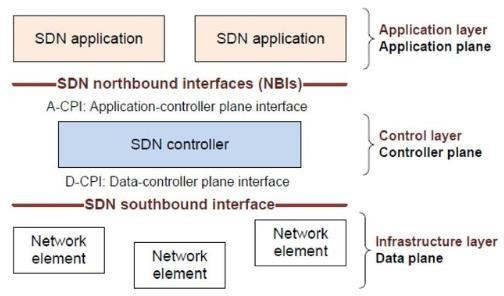 SDN application
SDN application
Application layer
Application plane
SDN northbound interfaces (NBIs)
A-CPI: Application-controller plane interface
SDN controller
Control layer
Controller plane
D-CPI: Data-controller plane interface
SDN southbound interface
Network
element
Network
element
Network
element
Infrastructure layer
Data plane